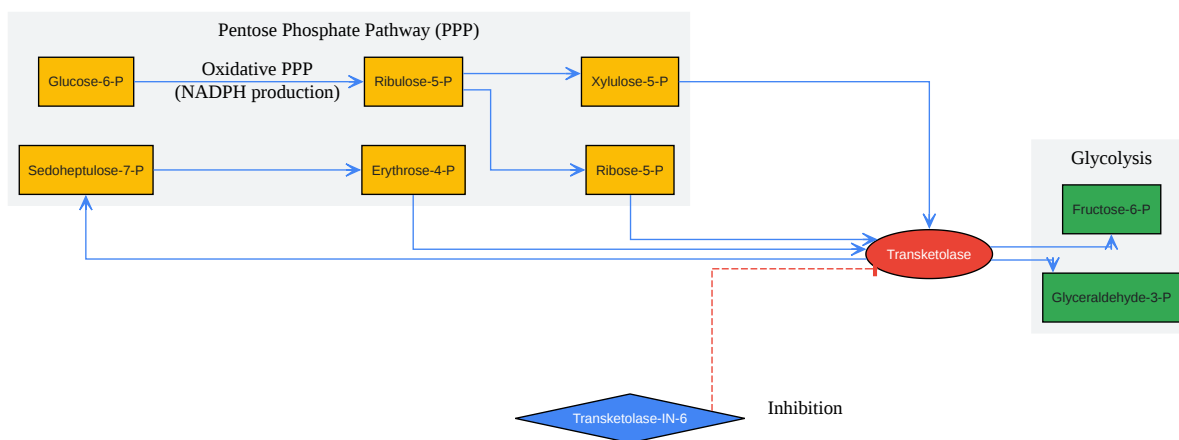 Pentose Phosphate Pathway (PPP)
Glucose-6-P
Oxidative PPP
(NADPH production)
Ribulose-5-P
Xylulose-5-P
Sedoheptulose-7-P
Erythrose-4-P
Ribose-5-P
Glycolysis
Fructose-6-P
Transketolase
Glyceraldehyde-3-P
Transketolase-IN-6
Inhibition